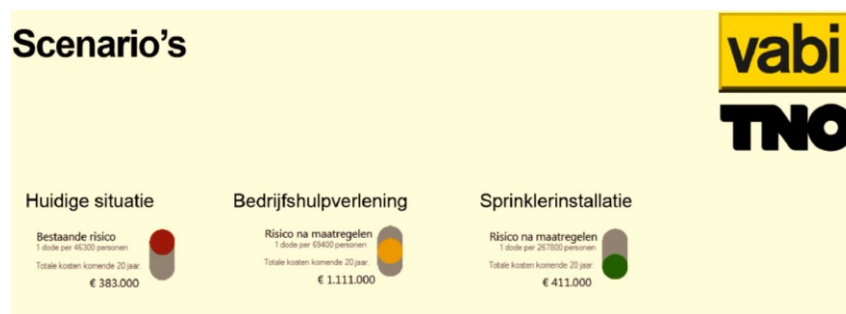 Scenario’s
vabi
TNO
Huidige situatie
Bestaande risico
1 dode per 46300 personen
Totale kosten komende 20 jaar.
€ 383.000
Bedrijfshulpverlening
Risico na maatregelen
1 dode per 69400 personen
Totale kosten komende 20 jaar.
€ 1.111.000
Sprinklerinstallatie
Risico na maatregelen
1 dode per 267800 personen
Totale kosten komende 20 jaar.
€ 411.000